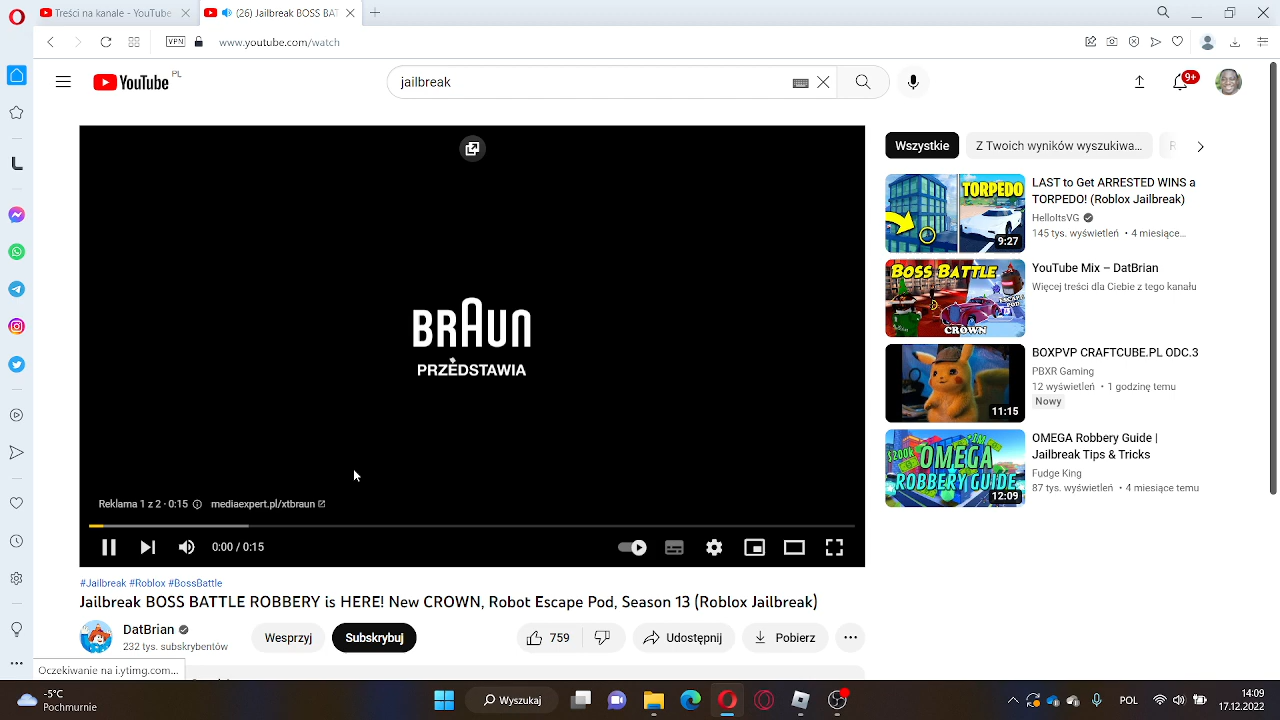 Treści na kanale - YouTube
(26) Jailbreak BOSS BAT
VPN
www.youtube.com/watch
YouTube PL
jailbreak
9+
BRAUN
PRZEDSTAWIA
Reklama 1 z 2 · 0:15
mediaexpert.pl/xtbraun
0:00 / 0:15
#Jailbreak #Roblox #BossBattle
Jailbreak BOSS BATTLE ROBBERY is HERE! New CROWN, Robot Escape Pod, Season 13 (Roblox Jailbreak)
DatBrian
232 tys. subskrybentów
Wesprzyj
Subskrybuj
759
Udostępnij
Pobierz
Oczekiwanie na i.ytimg.com...
Wszystkie
Z Twoich wyników wyszukiwa...
R
TORPEDO
9:27
LAST to Get ARRESTED WINS a
TORPEDO! (Roblox Jailbreak)
HelloItsVG
145 tys. wyświetleń • 4 miesiące...
BOSS BATTLE
ESCAPE
POD
CROWN
YouTube Mix – DatBrian
Więcej treści dla Ciebie z tego kanału
11:15
BOXPVP CRAFTCUBE.PL ODC.3
PBXR Gaming
12 wyświetleń • 1 godzinę temu
Nowy
$200K
OMEGA
ROBBERY GUIDE
12:09
OMEGA Robbery Guide |
Jailbreak Tips & Tricks
Fudge King
87 tys. wyświetleń • 4 miesiące temu
-5°C
Pochmurnie
Wyszukaj
POL
14:09
17.12.2022